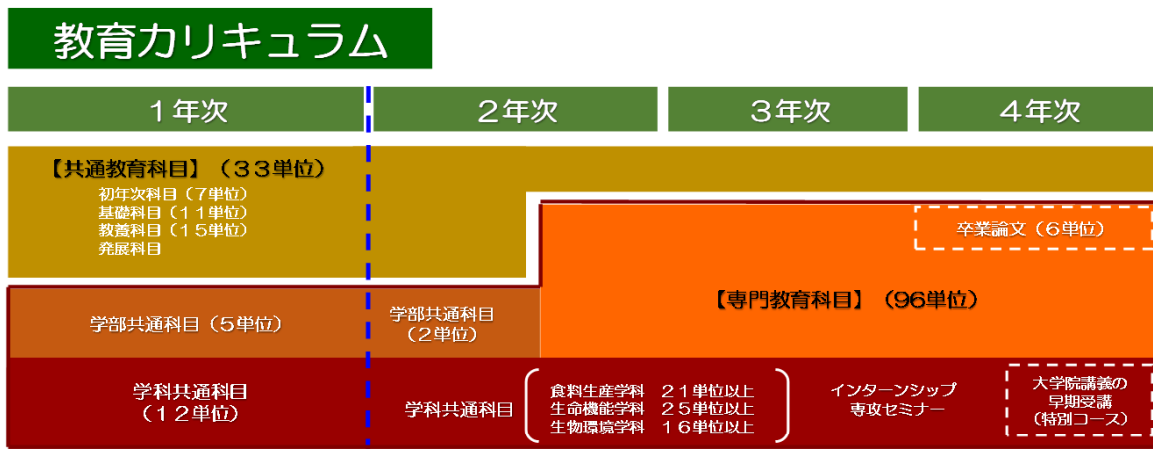 教育カリキュラム
１年次
２年次
３年次
４年次
【共通教育科目】（３３単位）
初年次科目（７単位）
基礎科目（１１単位）
教養科目（１５単位）
発展科目
卒業論文（６単位）
【専門教育科目】（96単位）
学部共通科目（５単位）
学部共通科目
（２単位）
学科共通科目
（１２単位）
学科共通科目
食料生産学科　２１単位以上
生命機能学科　２５単位以上
生物環境学科　１６単位以上
インターンシップ
専攻セミナー
大学院講義の
早期受講
（特別コース）